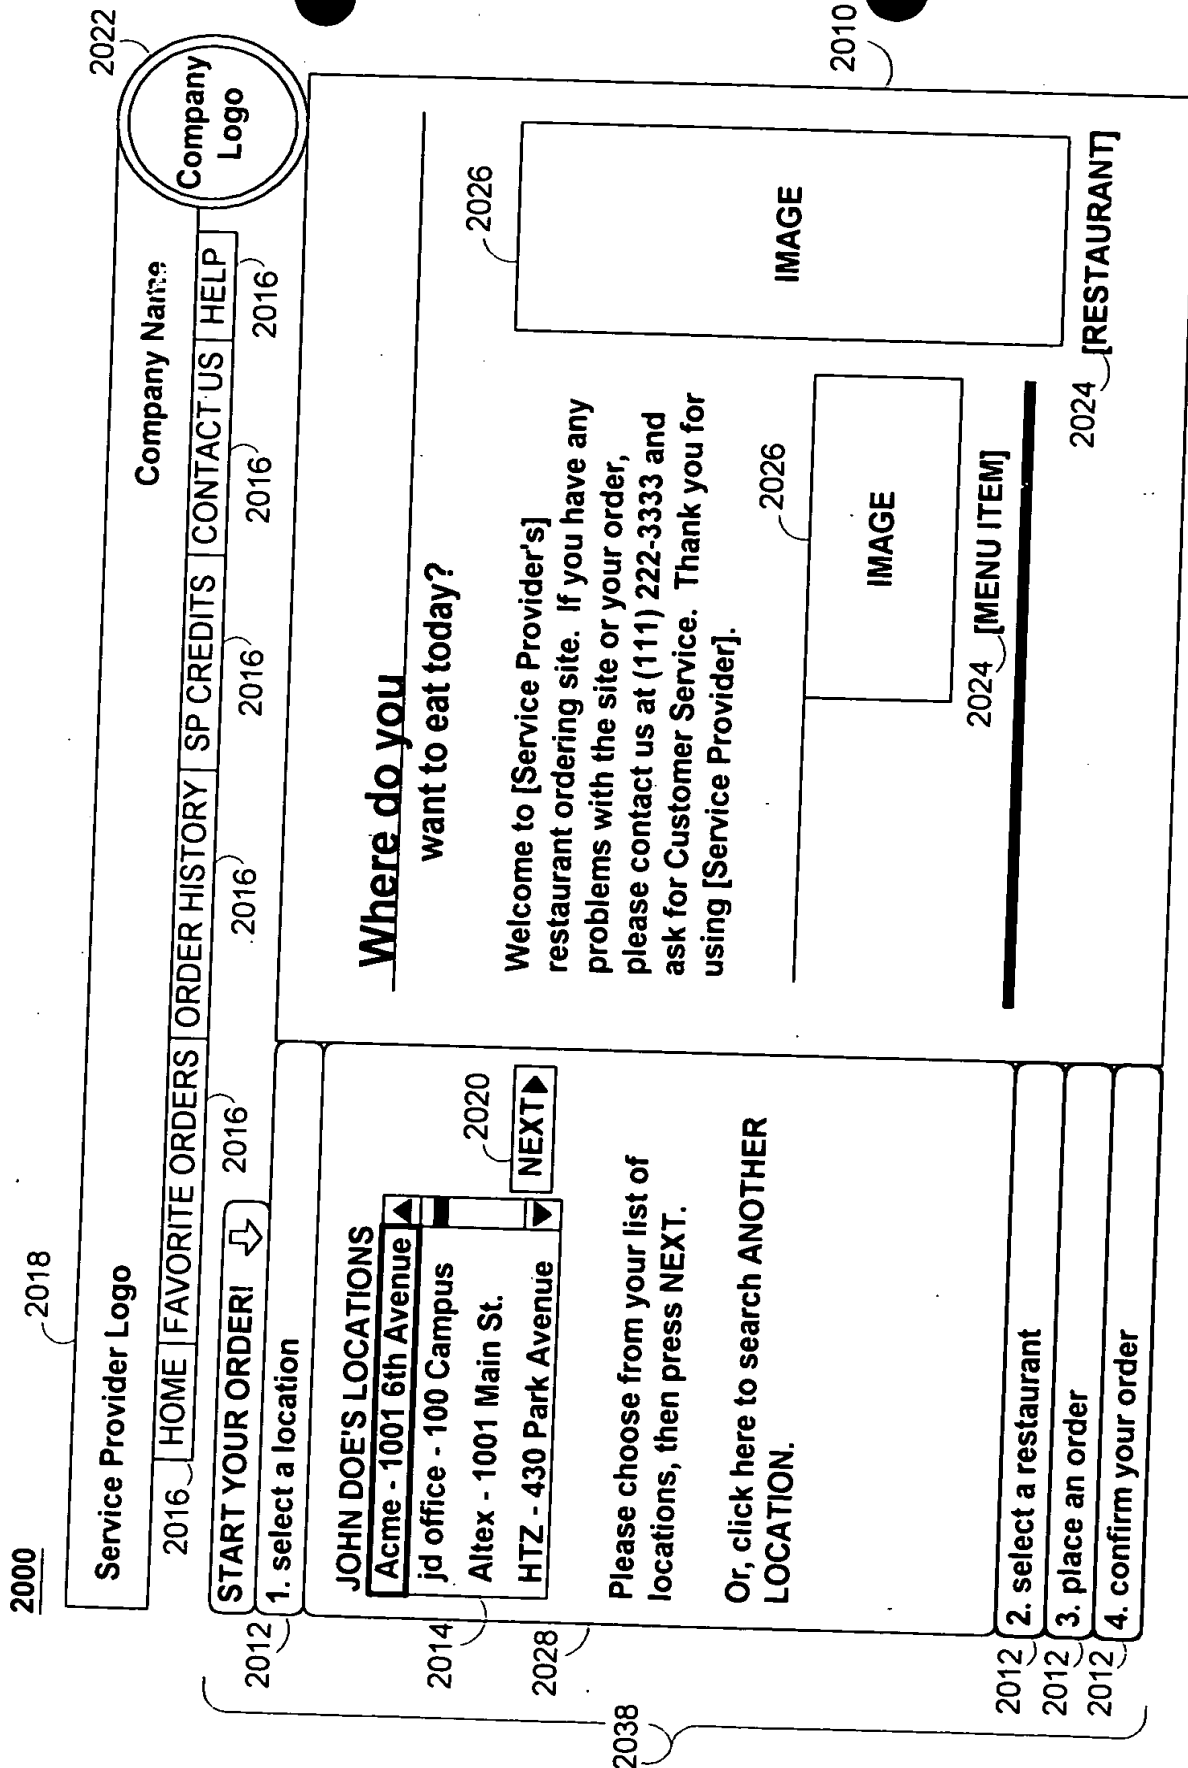 2000
2018
2022
Service Provider Logo
Company Name
Company
Logo
2016 HOME FAVORITE ORDERS ORDER HISTORY SP CREDITS CONTACT US HELP
2016 2016 2016 2016 2016
START YOUR ORDER!
2012
1. select a location
JOHN DOE'S LOCATIONS
Acme - 1001 6th Avenue
jd office - 100 Campus
Altex - 1001 Main St.
HTZ - 430 Park Avenue
2014
2020
NEXT
2028
Please choose from your list of
locations, then press NEXT.
Or, click here to search ANOTHER
LOCATION.
2012 2. select a restaurant
2012 3. place an order
2012 4. confirm your order
2038
Where do you
want to eat today?
Welcome to [Service Provider's]
restaurant ordering site. If you have any
problems with the site or your order,
please contact us at (111) 222-3333 and
ask for Customer Service. Thank you for
using [Service Provider].
2026
IMAGE
2024 [MENU ITEM]
2026
IMAGE
2024 [RESTAURANT]
2010